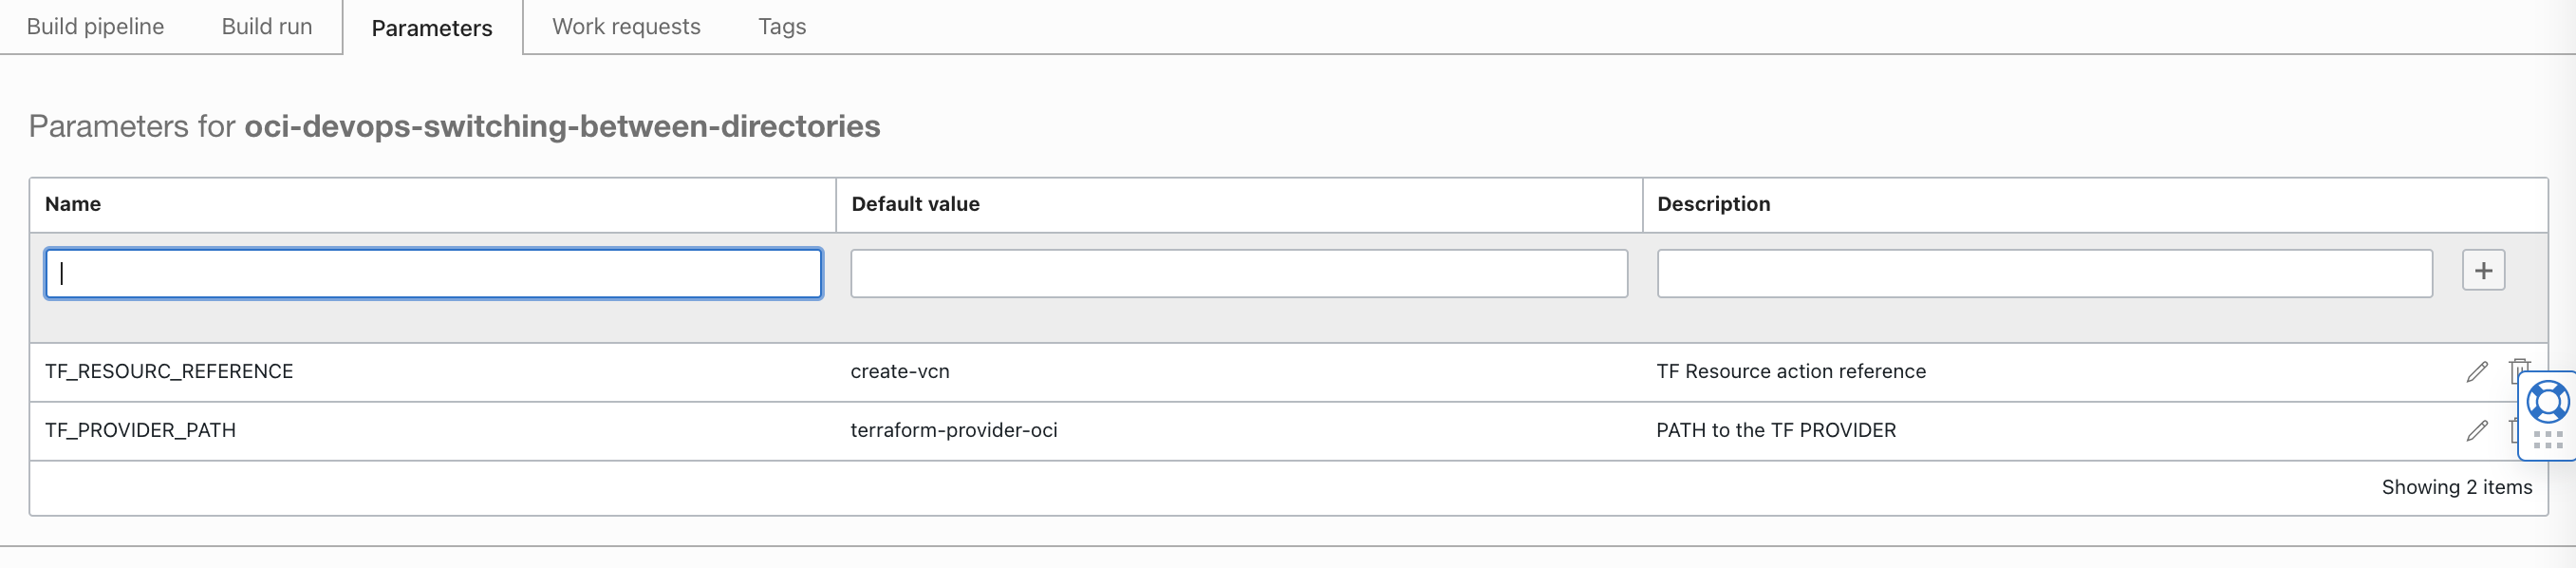 Build pipeline Build run Parameters Work requests Tags
Parameters for oci-devops-switching-between-directories
Name Default value Description
TF_RESOURC_REFERENCE create-vcn TF Resource action reference
TF_PROVIDER_PATH terraform-provider-oci PATH to the TF PROVIDER
Showing 2 items